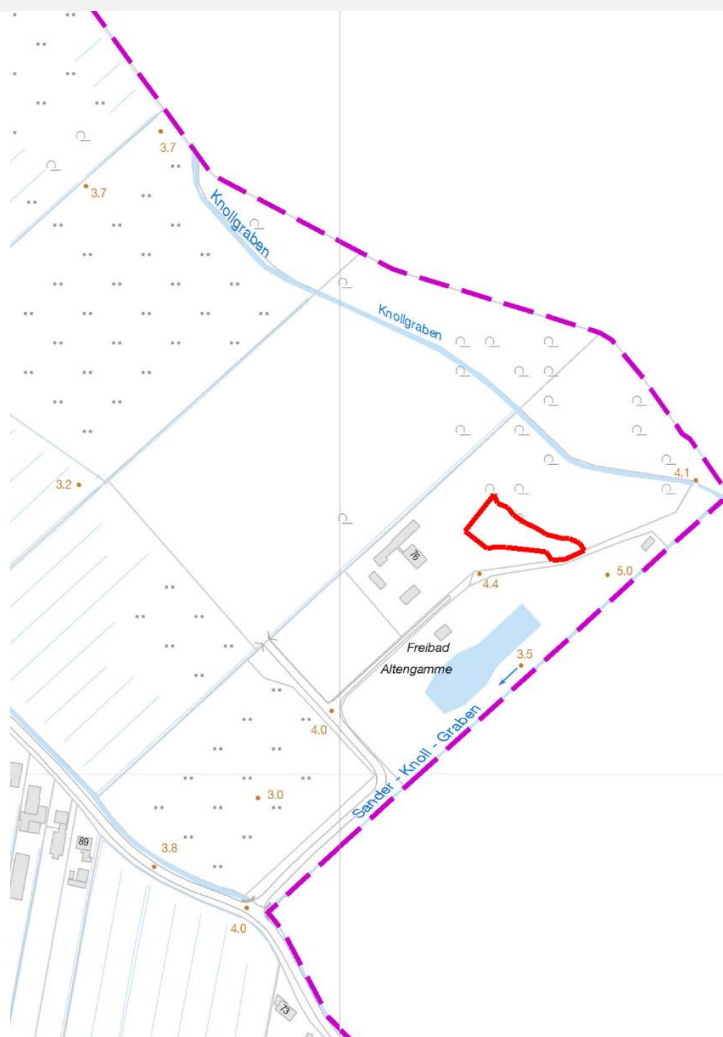 3.7
3.7
Knollgraben
Knollgraben
4.1
3.2
76
4.4
5.0
Freibad
Altengamme
3.5
4.0
Sander - Knoll - Graben
3.0
89
3.8
4.0
73